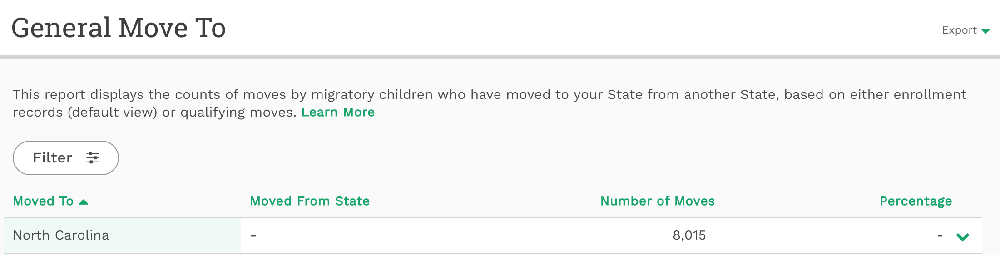 General Move To
Export
This report displays the counts of moves by migratory children who have moved to your State from another State, based on either enrollment
records (default view) or qualifying moves. Learn More
Filter
Moved To Moved From State Number of Moves Percentage
North Carolina - 8,015 -